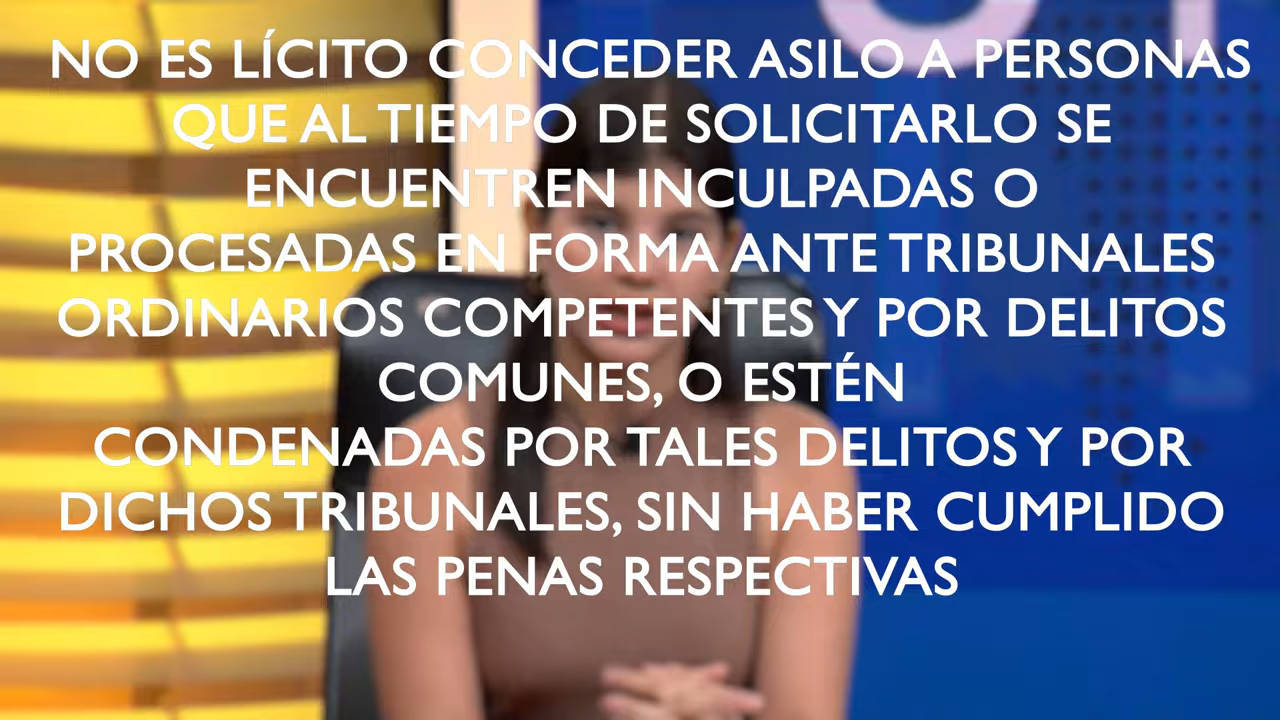 NO ES LÍCITO CONCEDER ASILO A PERSONAS
QUE AL TIEMPO DE SOLICITARLO SE
ENCUENTREN INCULPADAS O
PROCESADAS EN FORMA ANTE TRIBUNALES
ORDINARIOS COMPETENTES Y POR DELITOS
COMUNES, O ESTÉN
CONDENADAS POR TALES DELITOS Y POR
DICHOS TRIBUNALES, SIN HABER CUMPLIDO
LAS PENAS RESPECTIVAS